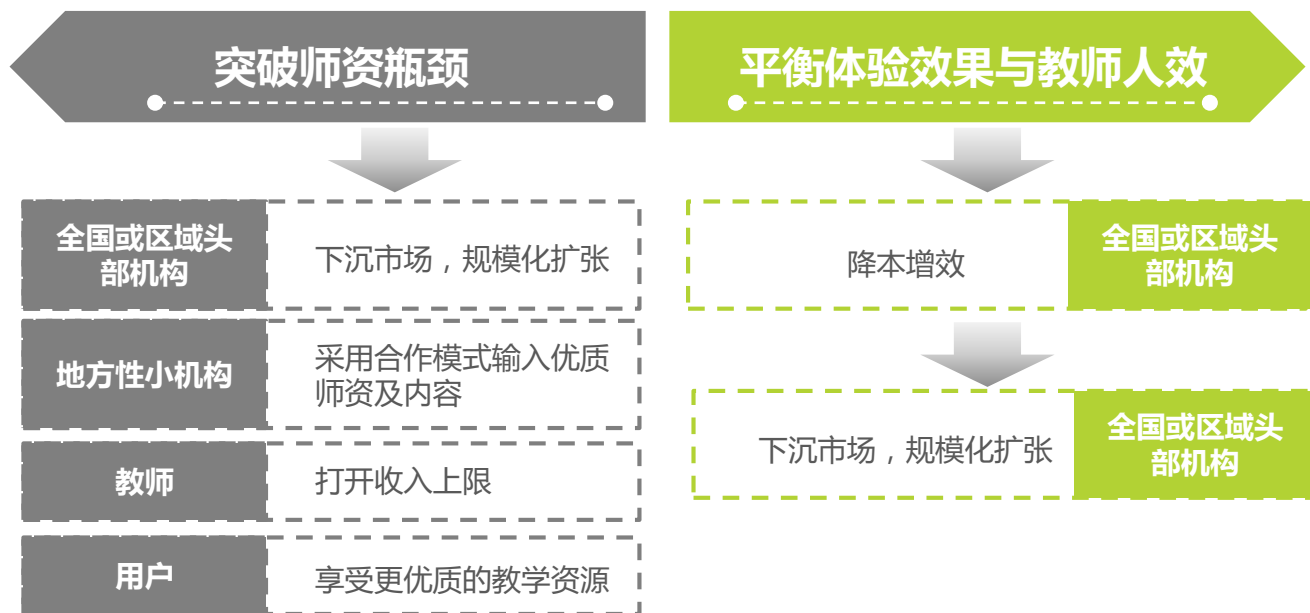 突破师资瓶颈
全国或区域头
部机构
下沉市场，规模化扩张
地方性小机构
采用合作模式输入优质
师资及内容
教师
打开收入上限
用户
享受更优质的教学资源
平衡体验效果与教师人效
降本增效
全国或区域头
部机构
下沉市场，规模化扩张
全国或区域头
部机构